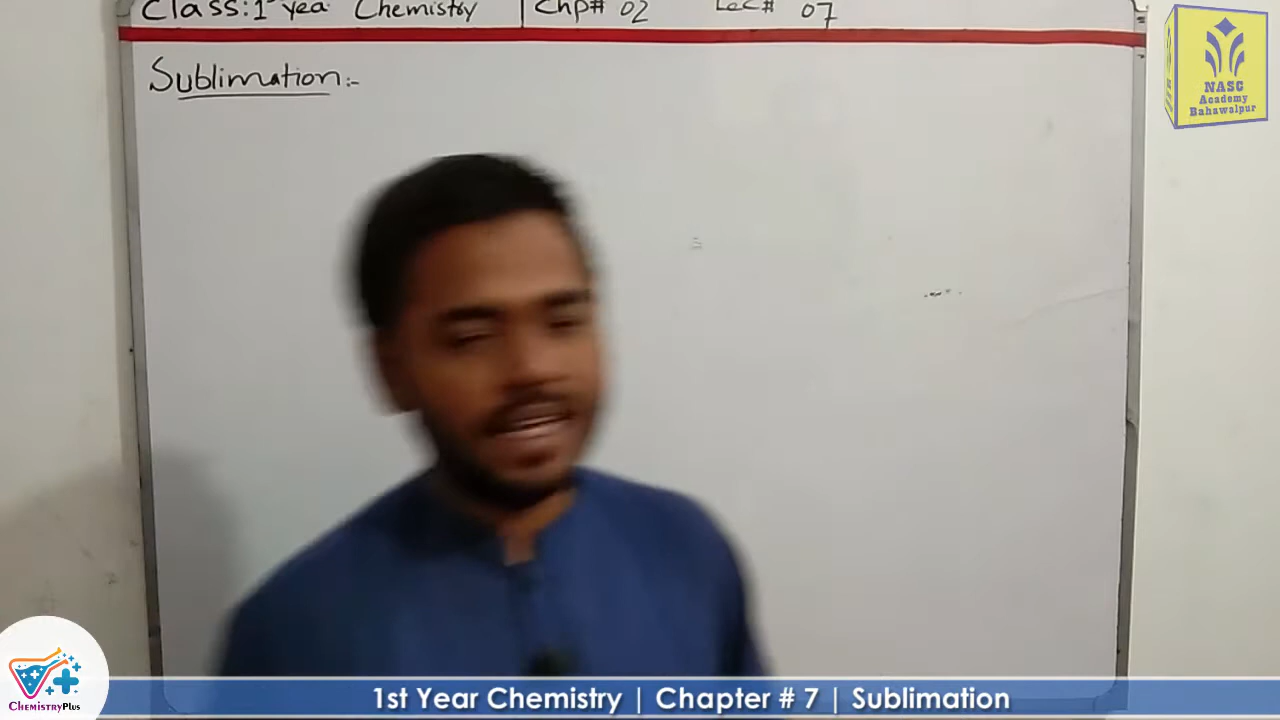 Class: 1st year Chemistry | Chp# 02 Lec# 07
Sublimation:-
NASC
Academy
Bahawalpur
ChemistryPlus
1st Year Chemistry | Chapter # 7 | Sublimation